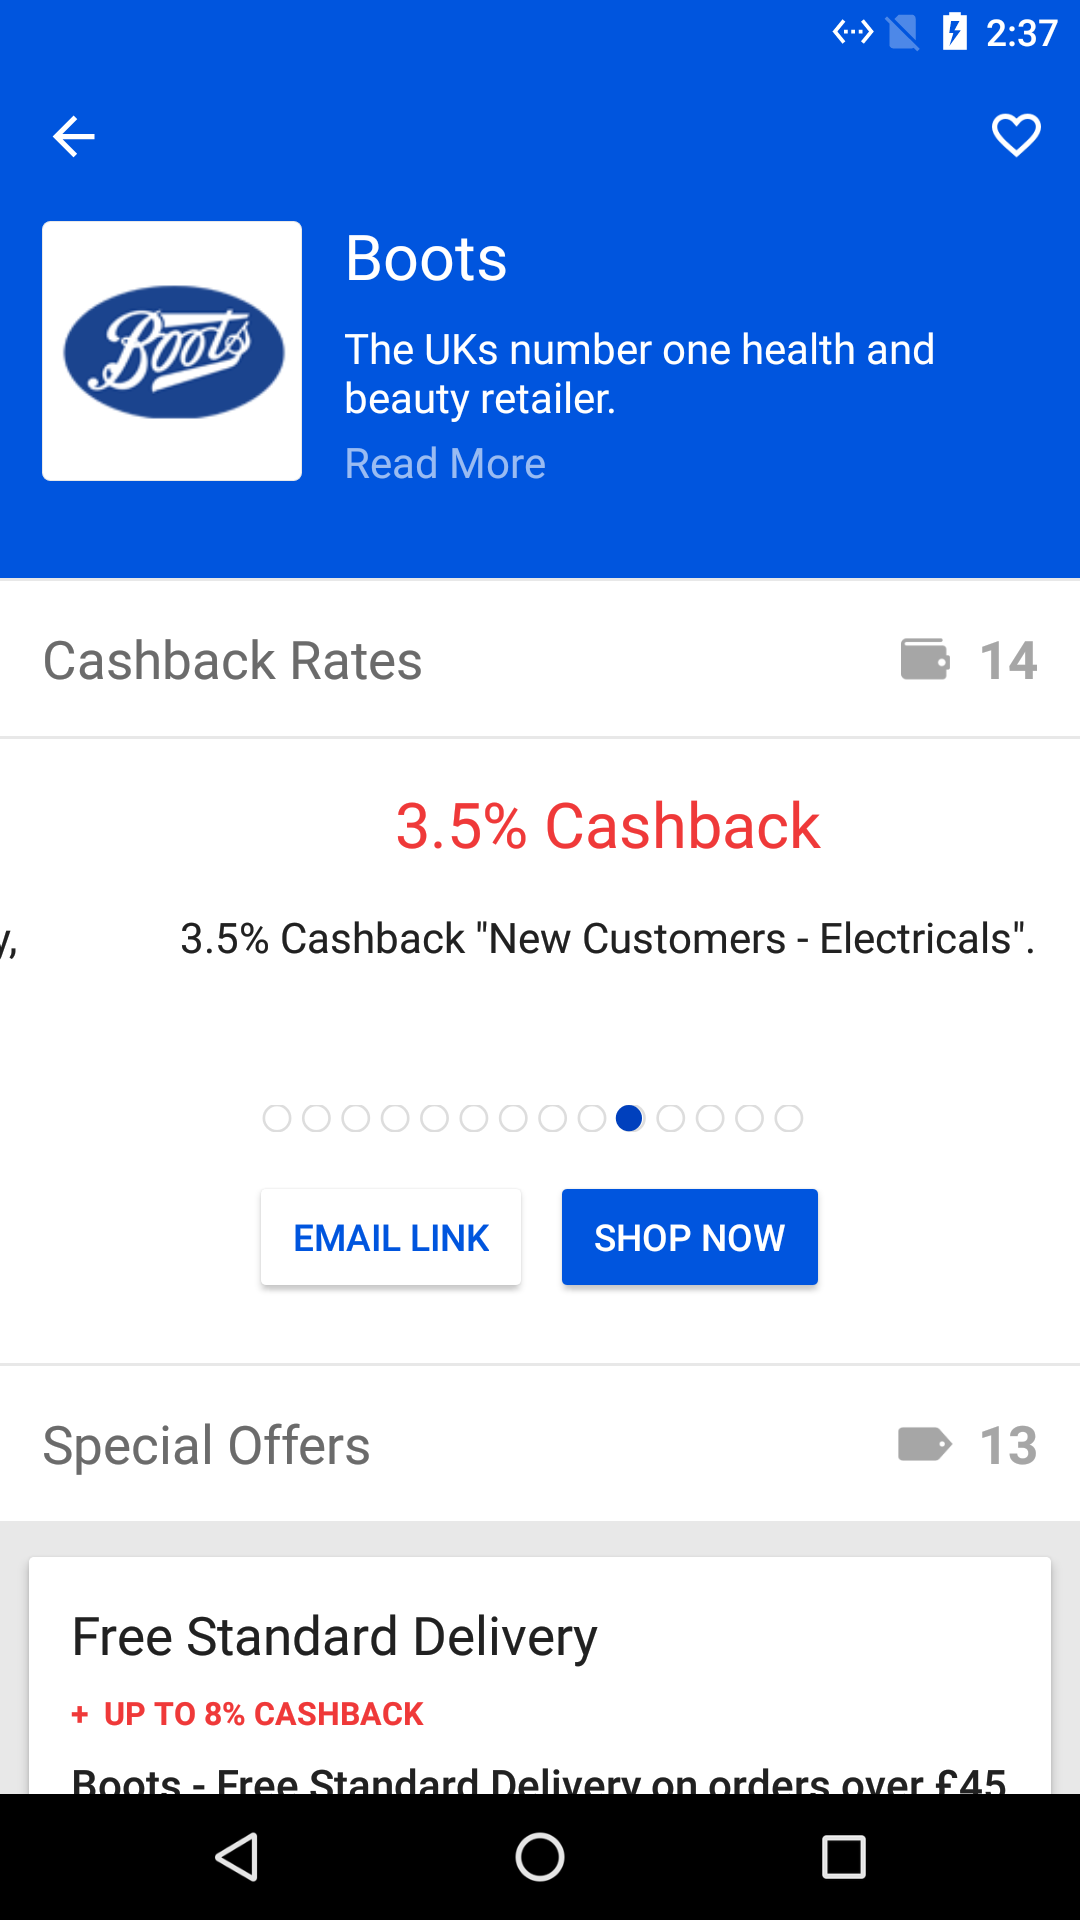 2:37
Boots
Boots
The UKs number one health and
beauty retailer.
Read More
Cashback Rates
14
3.5% Cashback
y,
3.5% Cashback "New Customers - Electricals".
EMAIL LINK
SHOP NOW
Special Offers
13
Free Standard Delivery
+ UP TO 8% CASHBACK
Boots - Free Standard Delivery on orders over £45